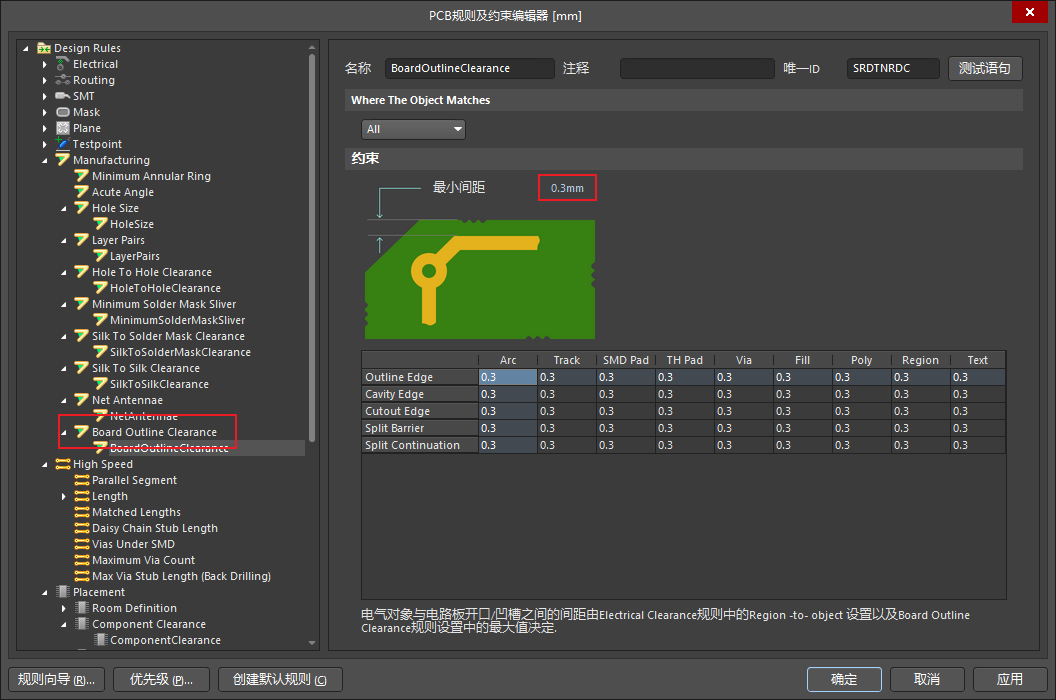 PCB规则及约束编辑器 [mm]
Design Rules
Electrical
Routing
SMT
Mask
Plane
Testpoint
Manufacturing
Minimum Annular Ring
Acute Angle
Hole Size
HoleSize
Layer Pairs
LayerPairs
Hole To Hole Clearance
HoleToHoleClearance
Minimum Solder Mask Sliver
MinimumSolderMaskSliver
Silk To Solder Mask Clearance
SilkToSolderMaskClearance
Silk To Silk Clearance
SilkToSilkClearance
Net Antennae
NetAntennae
Board Outline Clearance
BoardOutlineClearance
High Speed
Parallel Segment
Length
Matched Lengths
Daisy Chain Stub Length
Vias Under SMD
Maximum Via Count
Max Via Stub Length (Back Drilling)
Placement
Room Definition
Component Clearance
ComponentClearance
名称 BoardOutlineClearance 注释 唯一ID SRDTNRDC 测试语句
Where The Object Matches
All
约束
最小间距 0.3mm
Arc Track SMD Pad TH Pad Via Fill Poly Region Text
Outline Edge 0.3 0.3 0.3 0.3 0.3 0.3 0.3 0.3 0.3
Cavity Edge 0.3 0.3 0.3 0.3 0.3 0.3 0.3 0.3 0.3
Cutout Edge 0.3 0.3 0.3 0.3 0.3 0.3 0.3 0.3 0.3
Split Barrier 0.3 0.3 0.3 0.3 0.3 0.3 0.3 0.3 0.3
Split Continuation 0.3 0.3 0.3 0.3 0.3 0.3 0.3 0.3 0.3
电气对象与电路板开口/凹槽之间的间距由Electrical Clearance规则中的Region -to- object 设置以及Board Outline
Clearance规则设置中的最大值决定.
规则向导 (R)... 优先级 (P)... 创建默认规则 (C) 确定 取消 应用